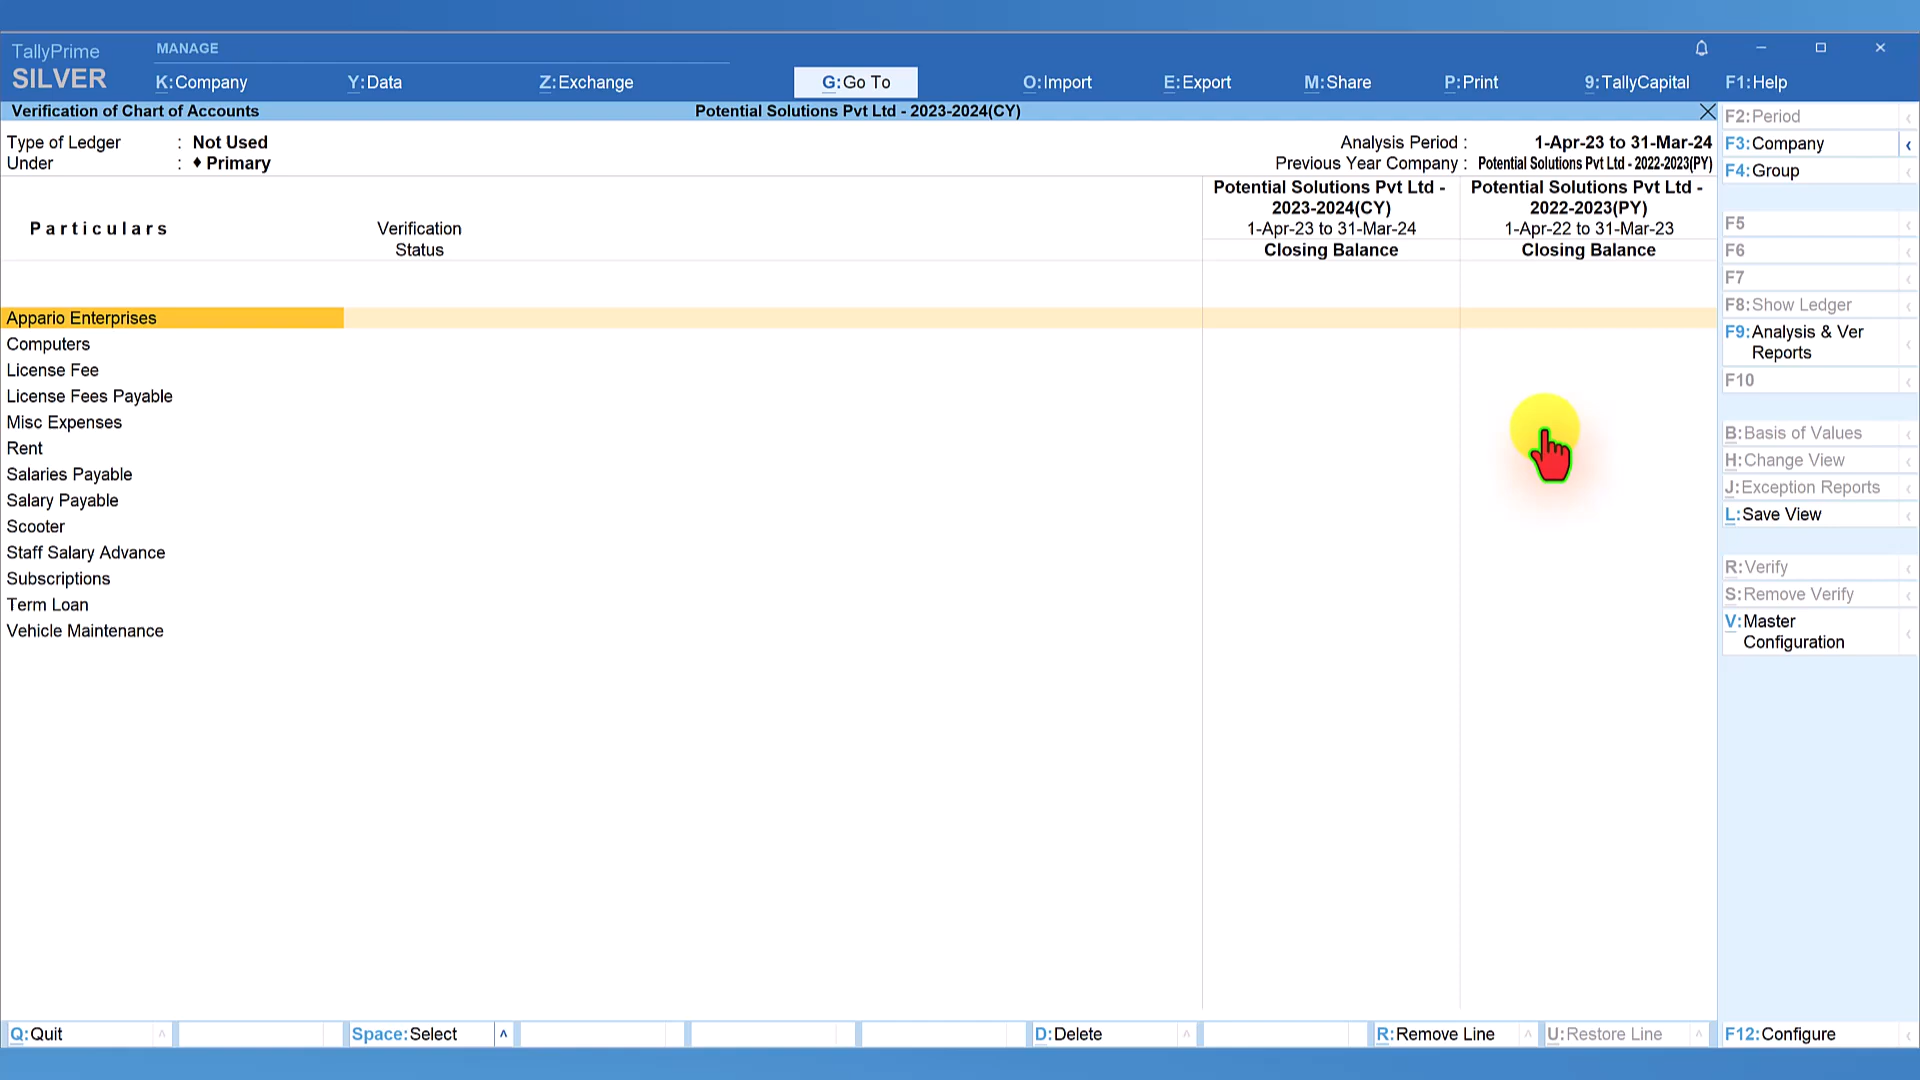 TallyPrime
SILVER
MANAGE
K:Company
Y:Data
Z:Exchange
G:Go To
O:Import
E:Export
M:Share
P:Print
9:TallyCapital
F1:Help
Verification of Chart of Accounts
Potential Solutions Pvt Ltd - 2023-2024(CY)
Type of Ledger : Not Used
Under : ♦ Primary
Analysis Period : 1-Apr-23 to 31-Mar-24
Previous Year Company : Potential Solutions Pvt Ltd - 2022-2023(PY)
Particulars
Verification
Status
Potential Solutions Pvt Ltd -
2023-2024(CY)
1-Apr-23 to 31-Mar-24
Closing Balance
Potential Solutions Pvt Ltd -
2022-2023(PY)
1-Apr-22 to 31-Mar-23
Closing Balance
Appario Enterprises
Computers
License Fee
License Fees Payable
Misc Expenses
Rent
Salaries Payable
Salary Payable
Scooter
Staff Salary Advance
Subscriptions
Term Loan
Vehicle Maintenance
F2:Period
F3:Company
F4:Group
F5
F6
F7
F8:Show Ledger
F9:Analysis & Ver
Reports
F10
B:Basis of Values
H:Change View
J:Exception Reports
L:Save View
R:Verify
S:Remove Verify
V:Master
Configuration
Q:Quit
Space:Select
D:Delete
R:Remove Line
U:Restore Line
F12:Configure